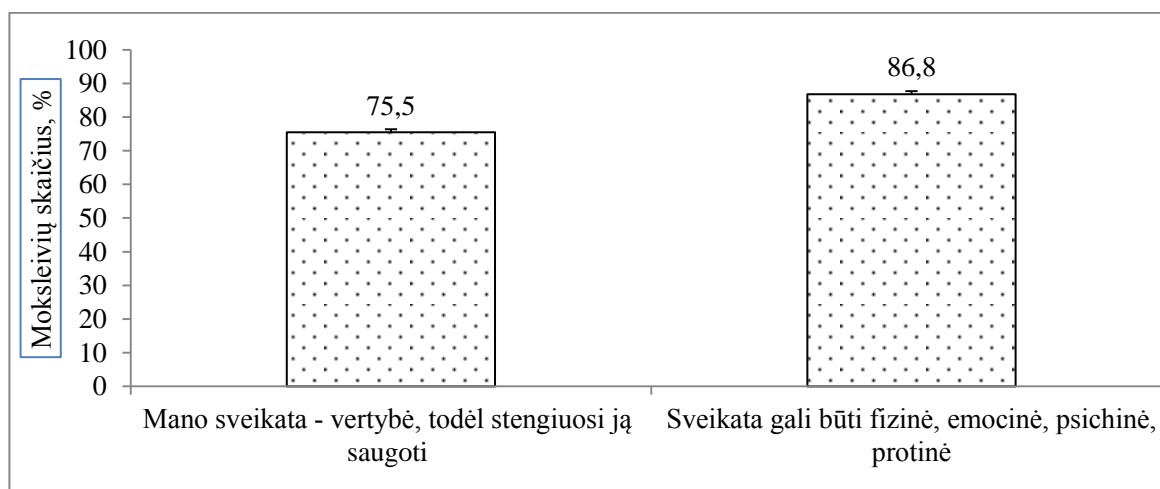 Moksleivių skaičius, %
100
90
80
70
60
50
40
30
20
10
0
75,5
86,8
Mano sveikata - vertybė, todėl stengiuosi ją
saugoti
Sveikata gali būti fizinė, emocinė, psichinė,
protinė